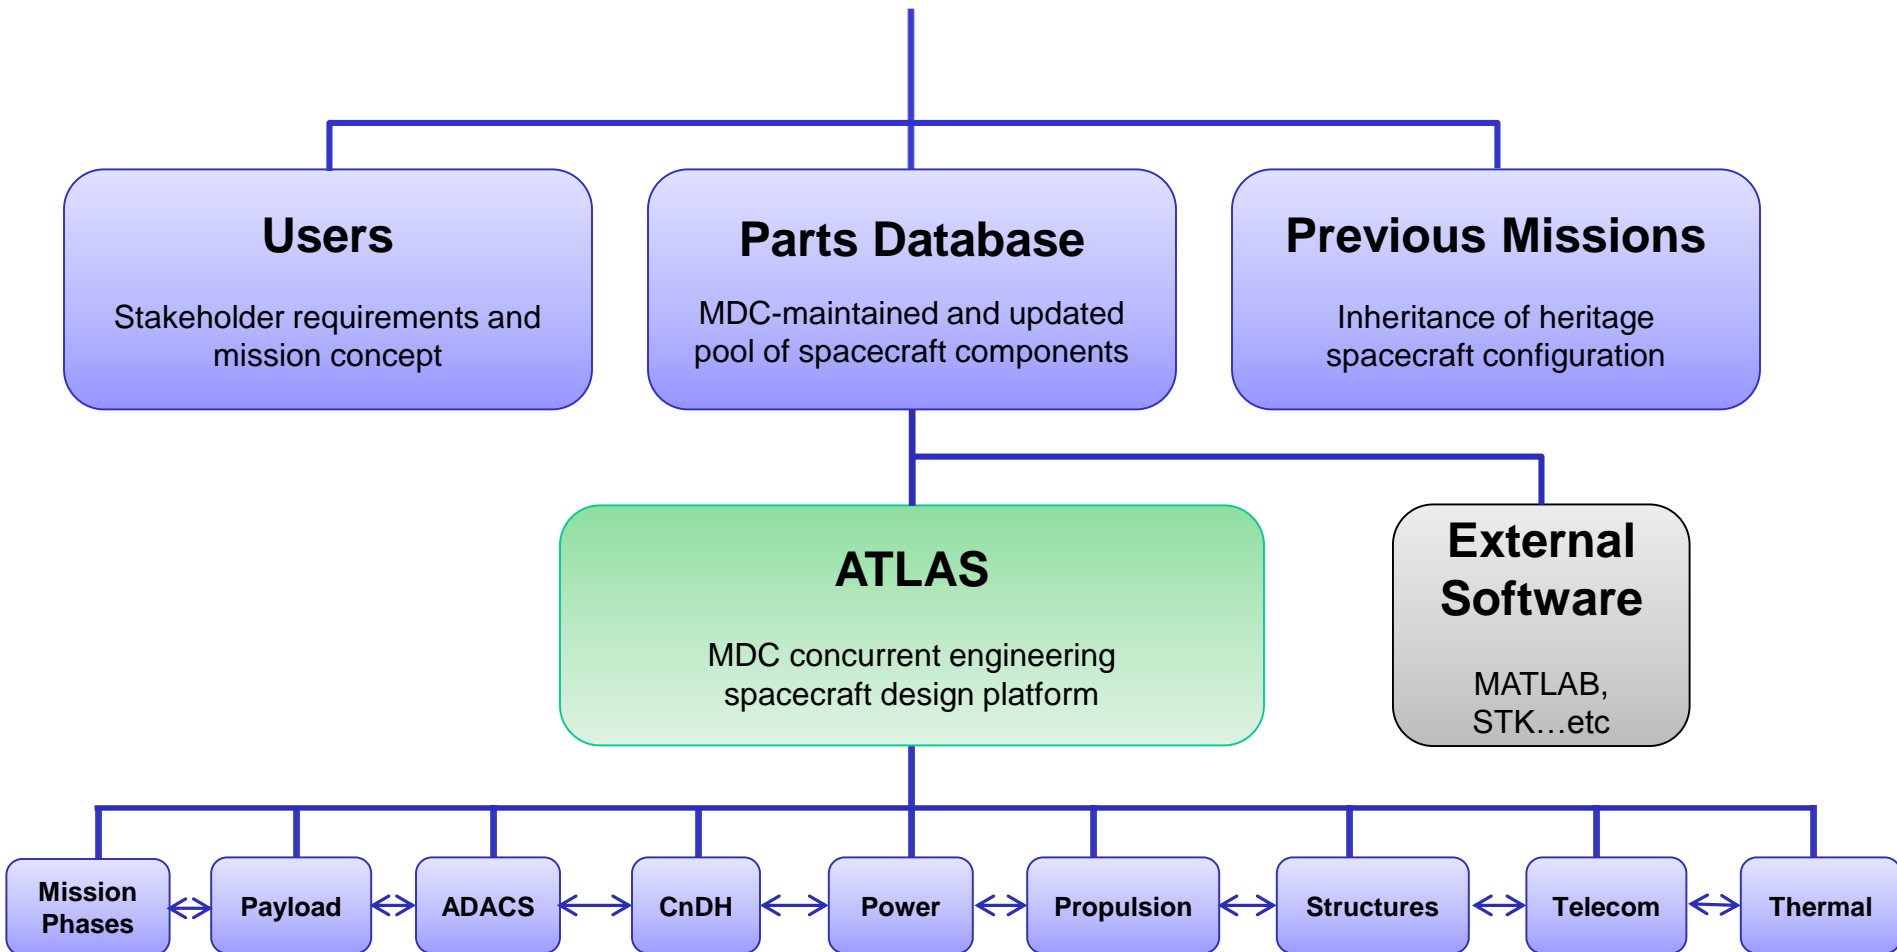 Users
Stakeholder requirements and
mission concept
Parts Database
MDC-maintained and updated
pool of spacecraft components
Previous Missions
Inheritance of heritage
spacecraft configuration
ATLAS
MDC concurrent engineering
spacecraft design platform
External
Software
MATLAB,
STK…etc
Mission
Phases
Payload
ADACS
CnDH
Power
Propulsion
Structures
Telecom
Thermal